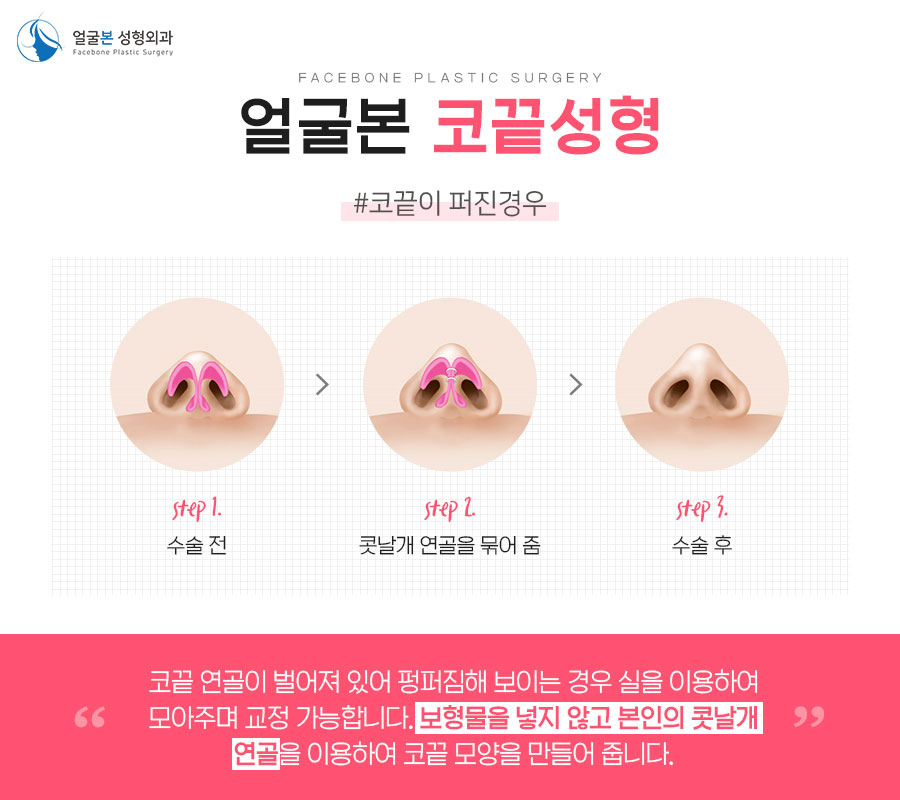 얼굴본 성형외과
Facebone Plastic Surgery
FACEBONE PLASTIC SURGERY
얼굴본 코끝성형
#코끝이 퍼진경우
step 1.
수술 전
step 2.
콧날개 연골을 묶어 줌
step 3.
수술 후
코끝 연골이 벌어져 있어 펑퍼짐해 보이는 경우 실을 이용하여
“ 모아주며 교정 가능합니다. 보형물을 넣지 않고 본인의 콧날개 ”
연골을 이용하여 코끝 모양을 만들어 줍니다.